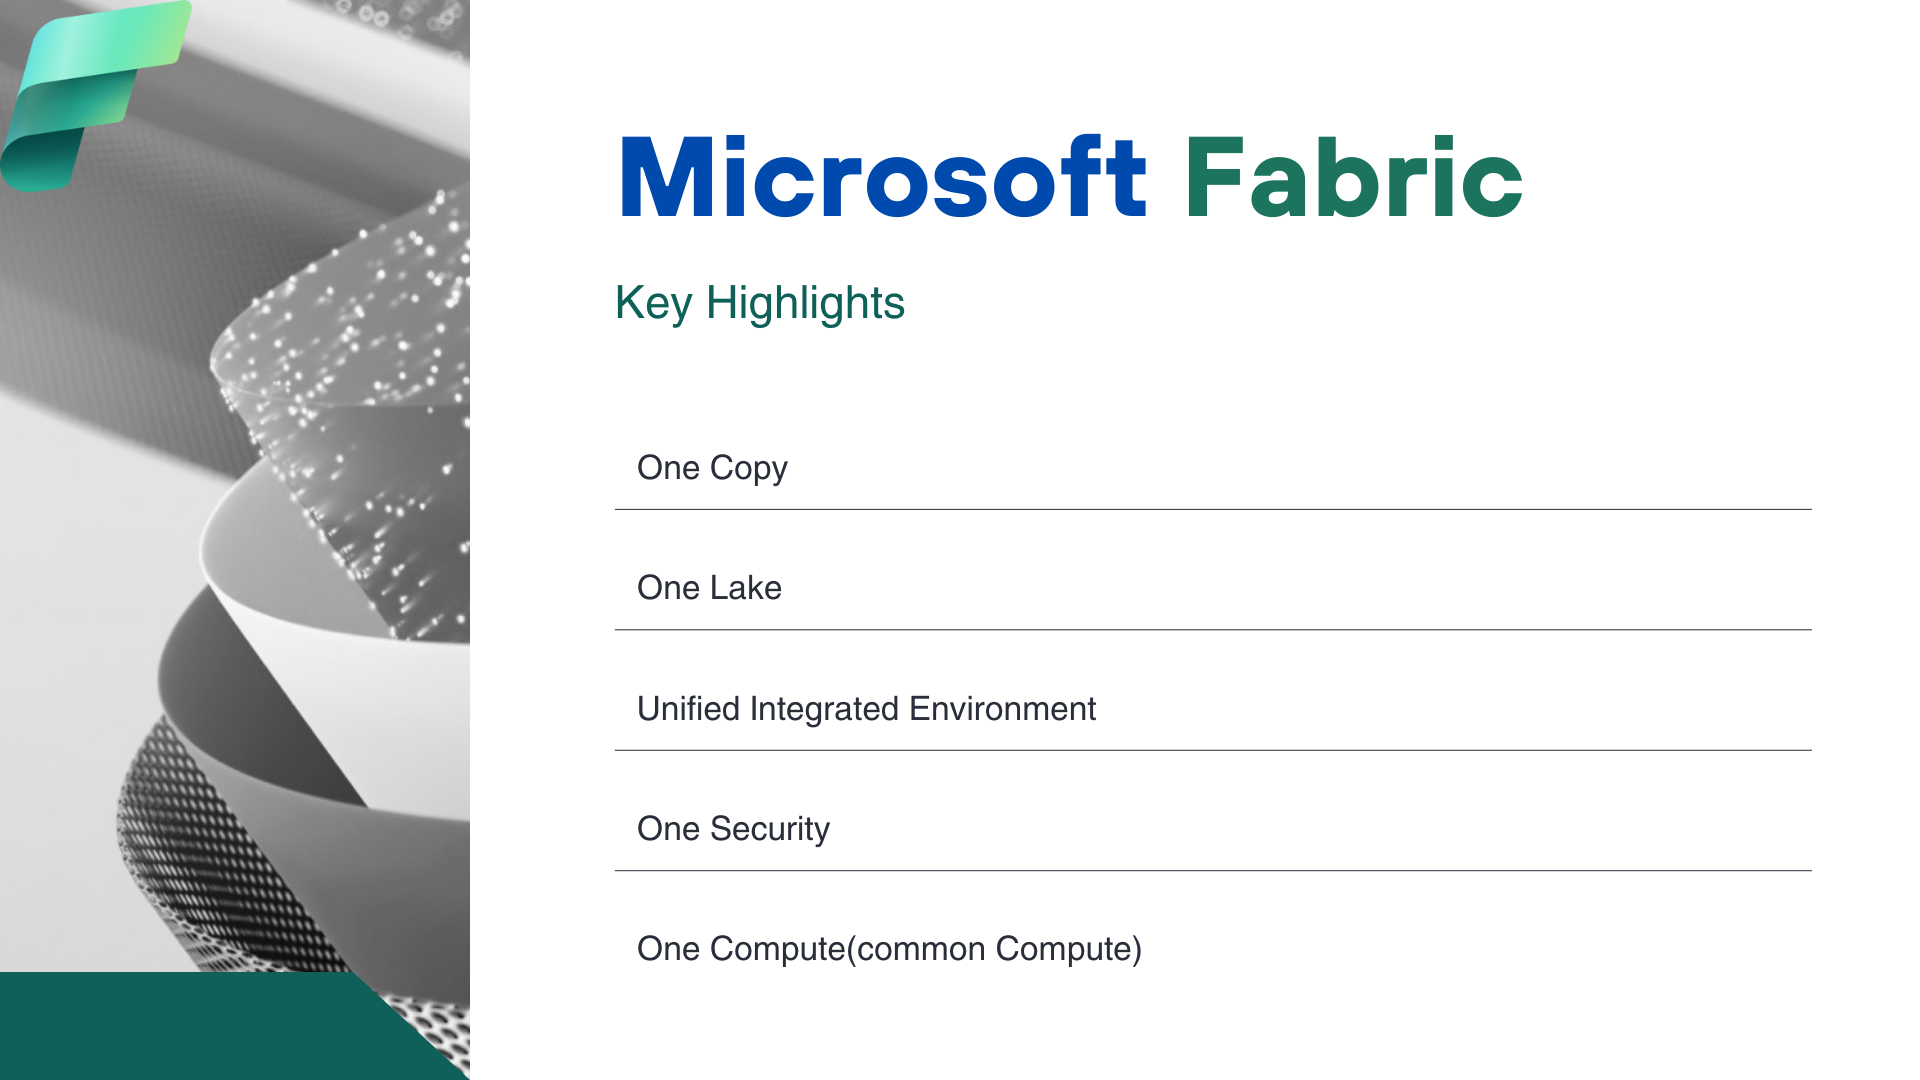 Microsoft Fabric
Key Highlights
One Copy
One Lake
Unified Integrated Environment
One Security
One Compute(common Compute)